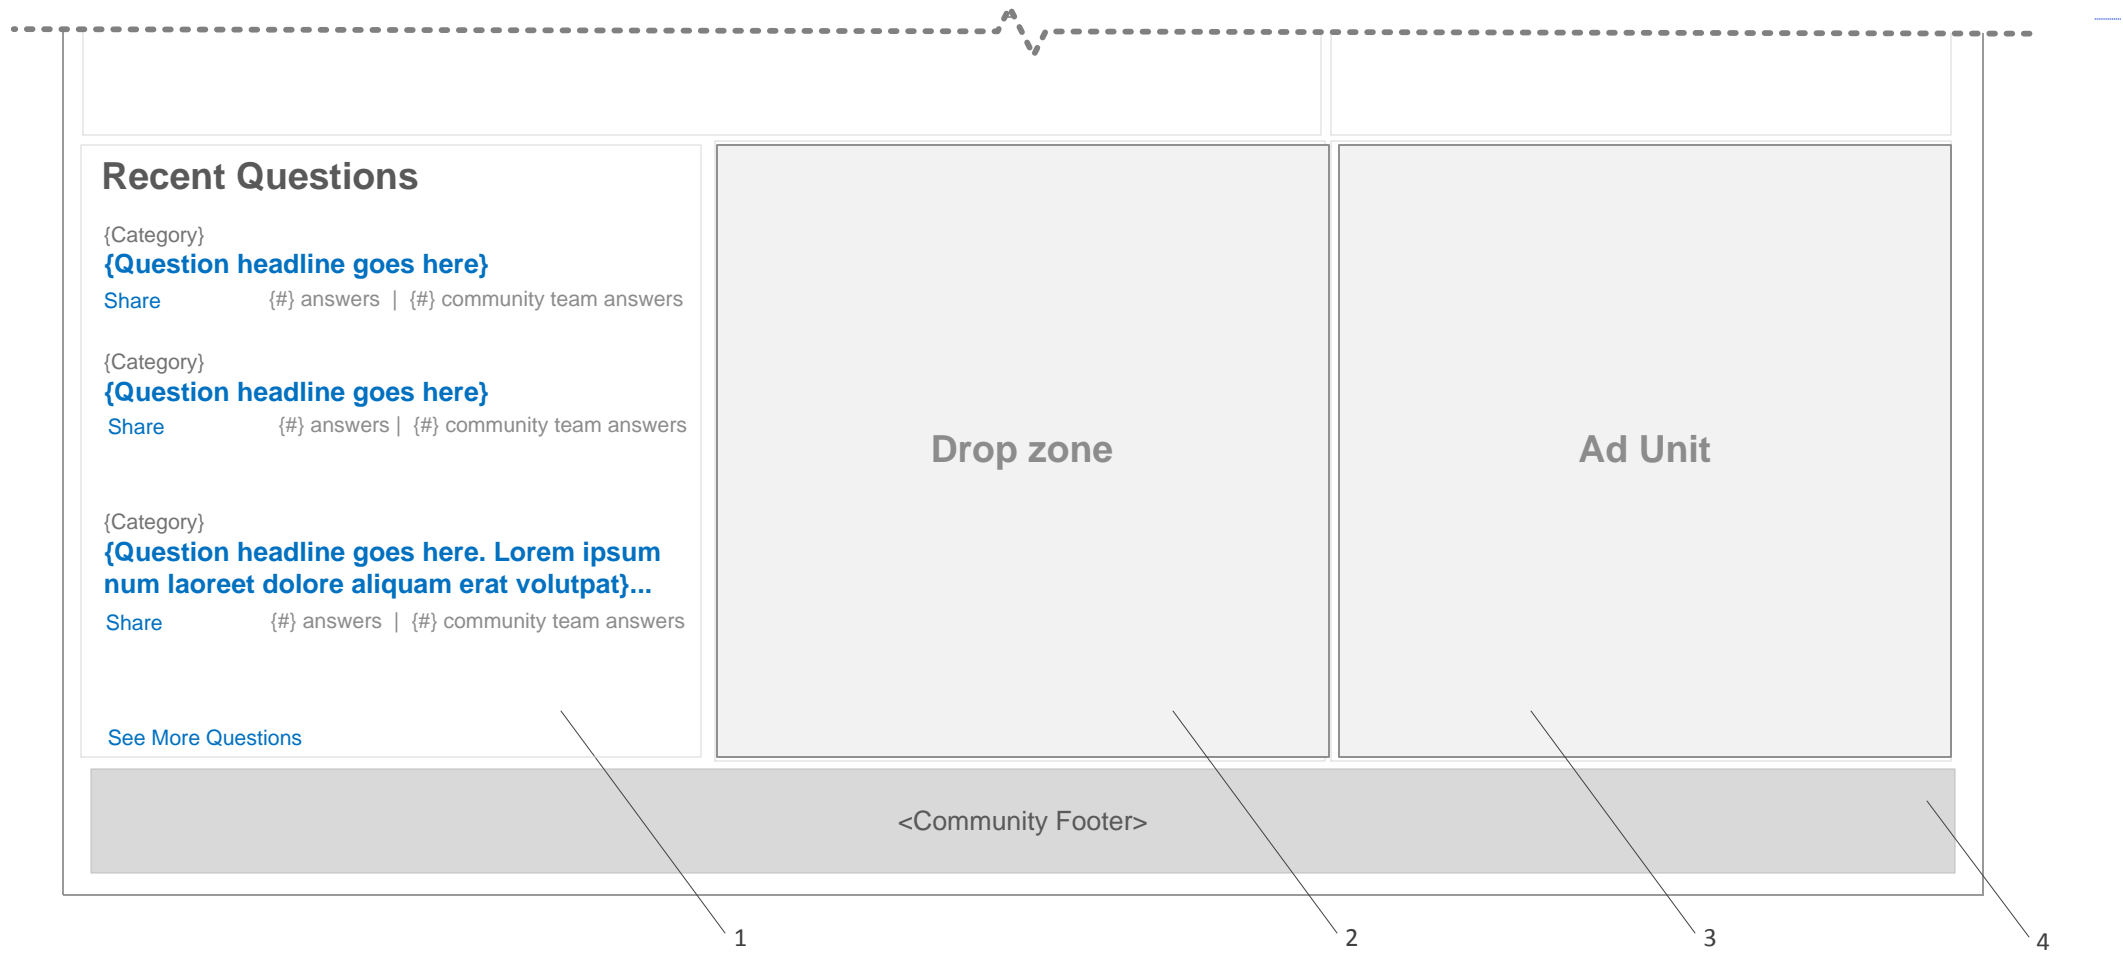 Recent Questions
{Category}
{Question headline goes here}
Share {#} answers | {#} community team answers
{Category}
{Question headline goes here}
Share {#} answers | {#} community team answers
{Category}
{Question headline goes here. Lorem ipsum
num laoreet dolore aliquam erat volutpat}...
Share {#} answers | {#} community team answers
See More Questions
Drop zone
Ad Unit
<Community Footer>
1
2
3
4